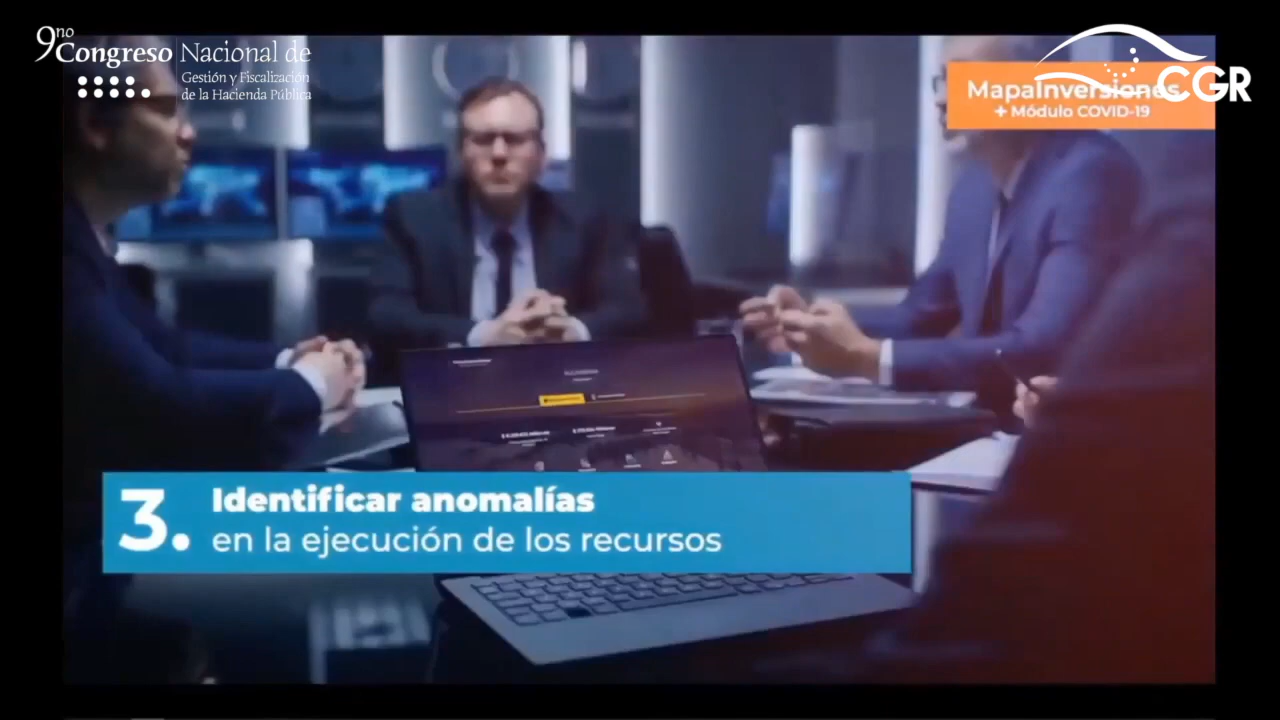 9no
Congreso Nacional de
Gestión y Fiscalización
de la Hacienda Pública
CGR
MapaInversiones
+ Módulo COVID-19
3. Identificar anomalías
en la ejecución de los recursos